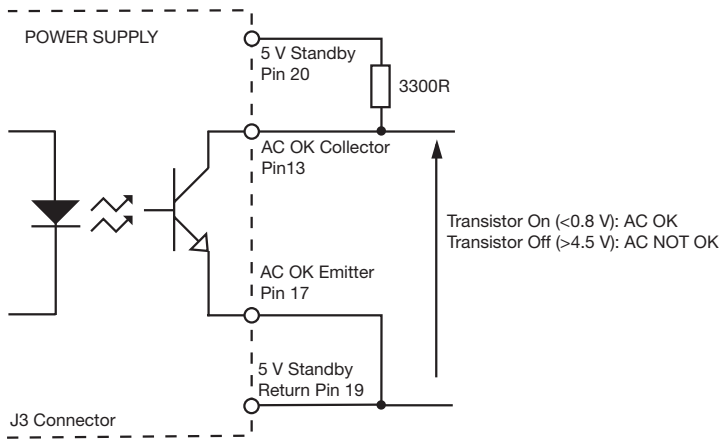 POWER SUPPLY
5 V Standby
Pin 20
3300R
AC OK Collector
Pin13
Transistor On (<0.8 V): AC OK
Transistor Off (>4.5 V): AC NOT OK
AC OK Emitter
Pin 17
5 V Standby
Return Pin 19
J3 Connector